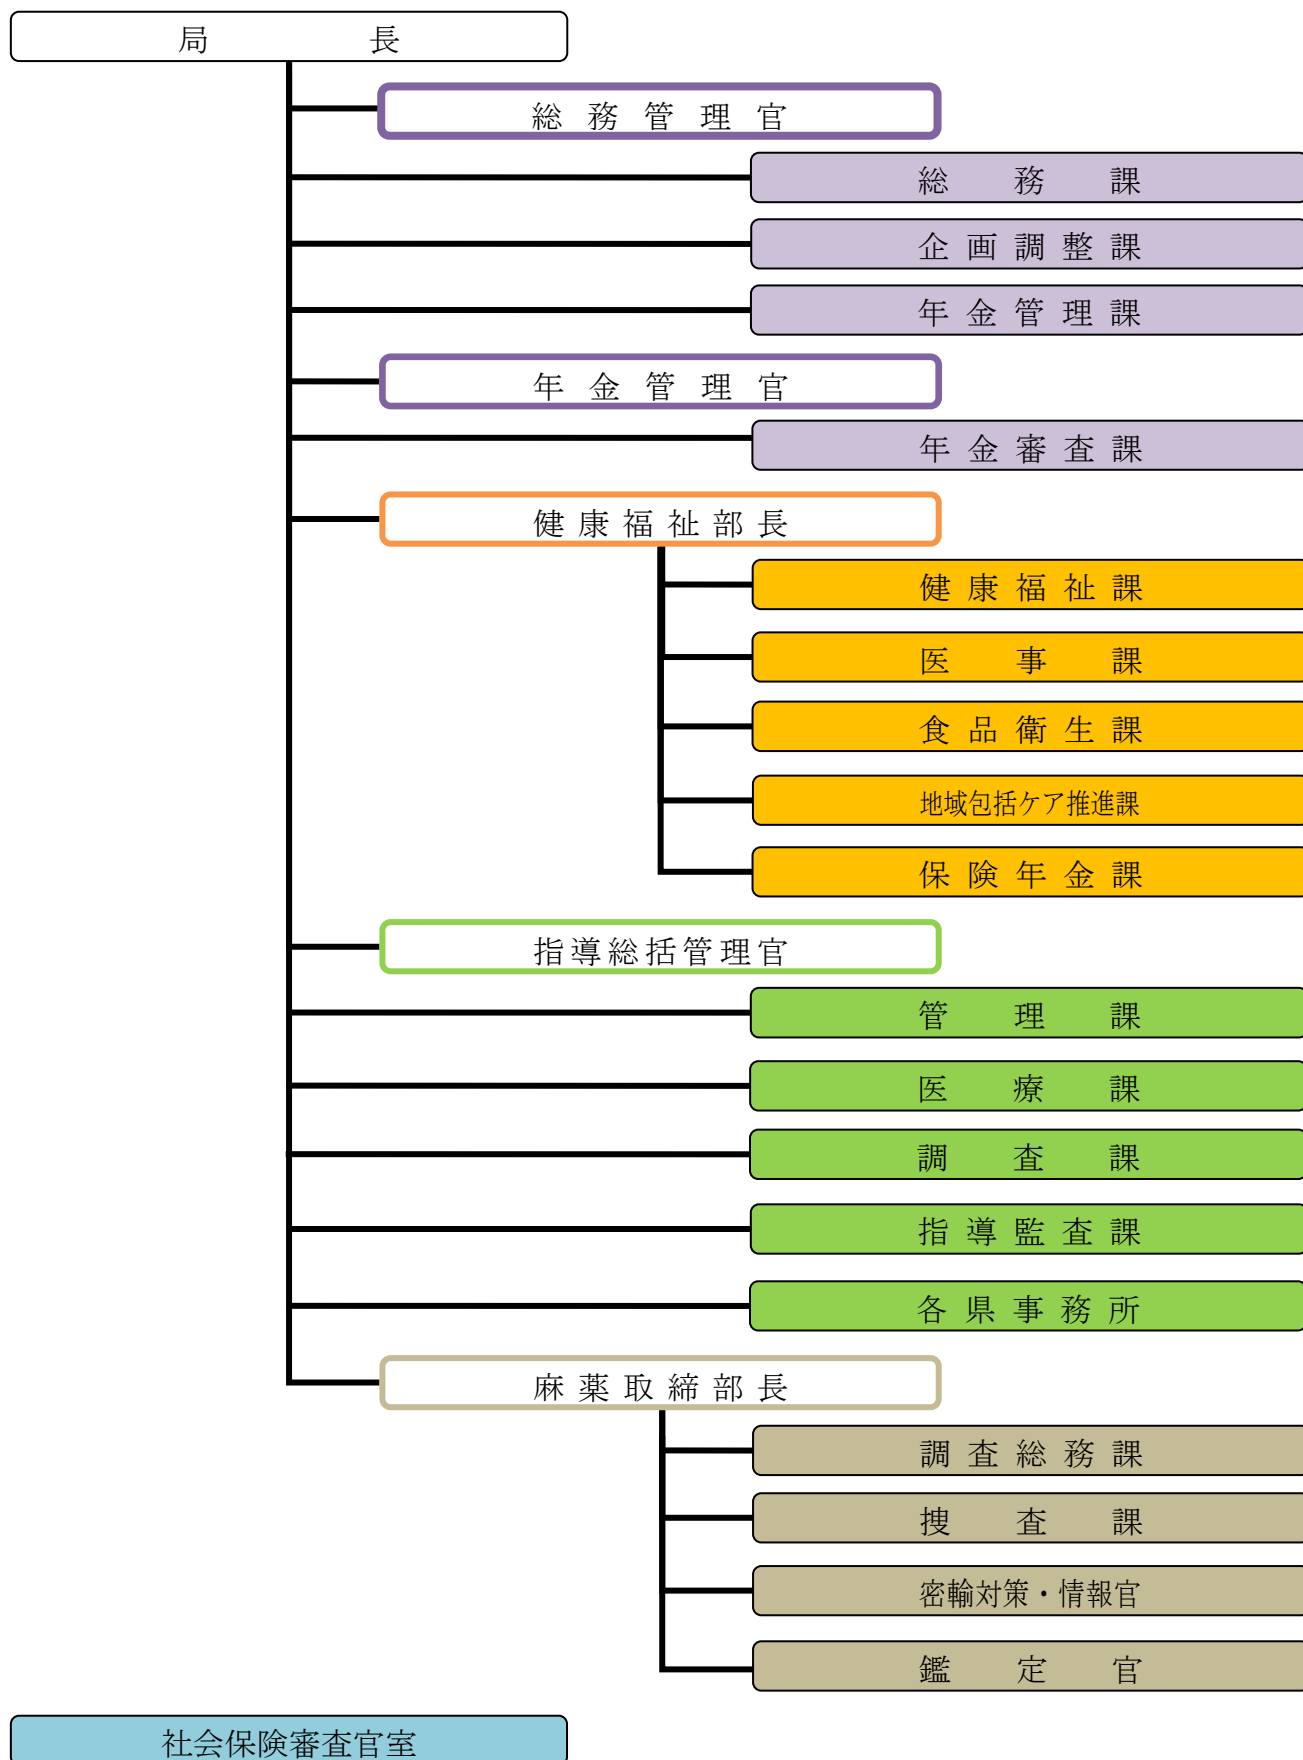 局長
総務管理官
総務課
企画調整課
年金管理課
年金管理官
年金審査課
健康福祉部長
健康福祉課
医事課
食品衛生課
地域包括ケア推進課
保険年金課
指導総括管理官
管理課
医療課
調査課
指導監査課
各県事務所
麻薬取締部長
調査総務課
捜査課
密輸対策・情報官
鑑定官
社会保険審査官室